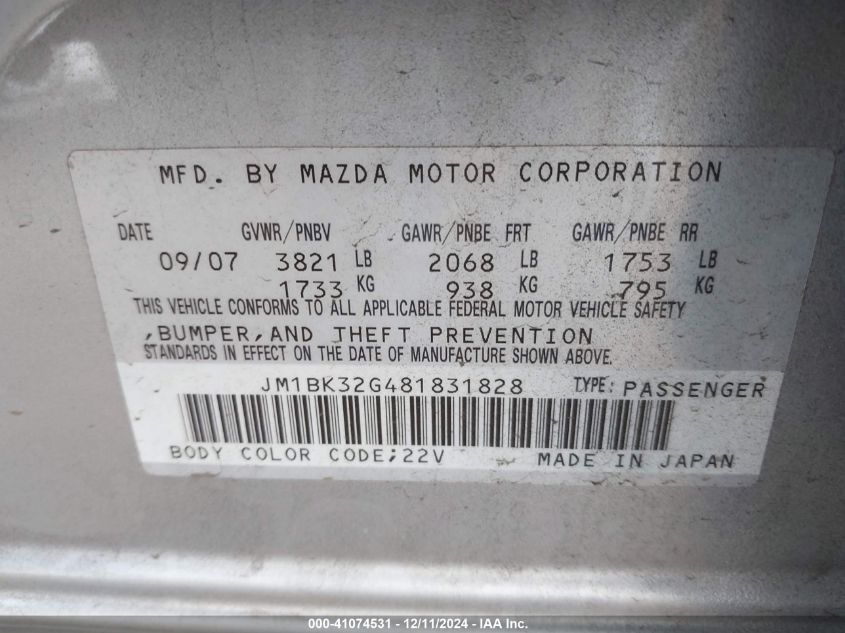 MFD. BY MAZDA MOTOR CORPORATION
DATE GVWR/PNBV GAWR/PNBE FRT GAWR/PNBE RR
09/07 3821 LB 2068 LB 1753 LB
1733 KG 938 KG 795 KG
THIS VEHICLE CONFORMS TO ALL APPLICABLE FEDERAL MOTOR VEHICLE SAFETY
,BUMPER,AND THEFT PREVENTION
STANDARDS IN EFFECT ON THE DATE OF MANUFACTURE SHOWN ABOVE.
JM1BK32G481831828 TYPE: PASSENGER
BODY COLOR CODE;22V MADE IN JAPAN
000-41074531 - 12/11/2024 - IAA Inc.